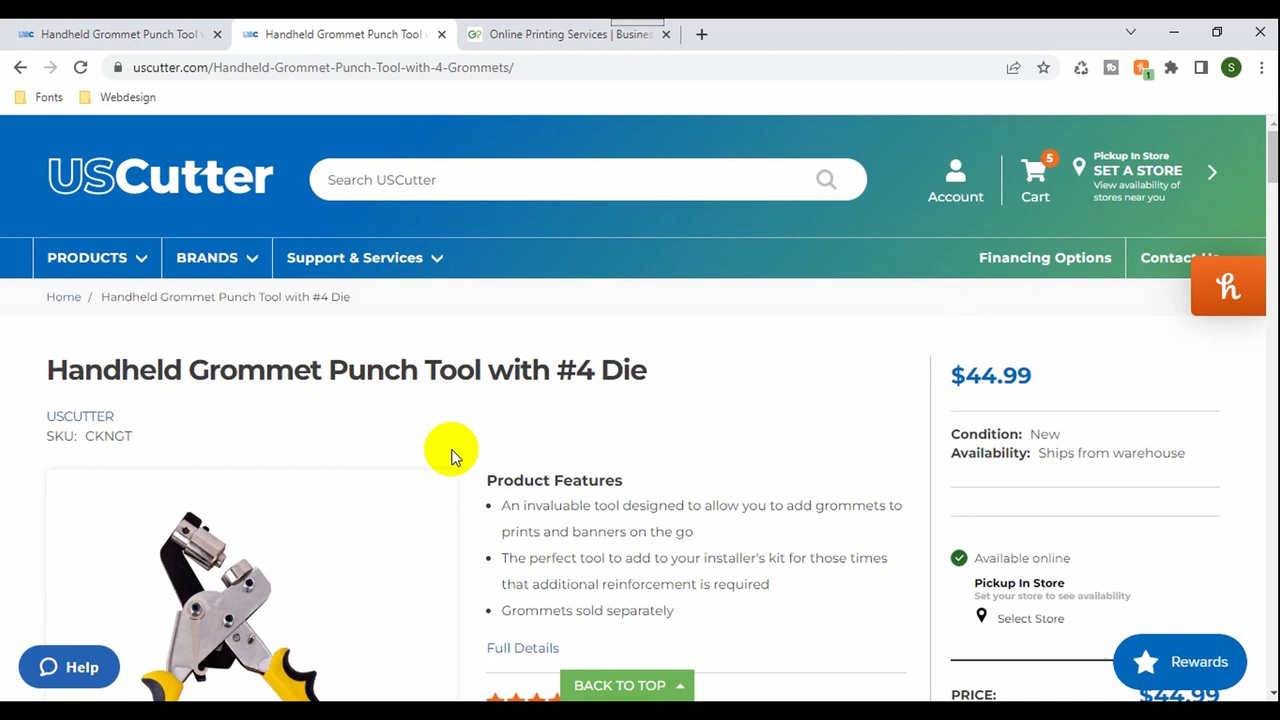 Handheld Grommet Punch Tool w
Handheld Grommet Punch Tool w
Online Printing Services | Busines
uscutter.com/Handheld-Grommet-Punch-Tool-with-4-Grommets/
1
S
Fonts
Webdesign
USCutter
Search USCutter
Account
5
Cart
Pickup In Store
SET A STORE
View availability of
stores near you
PRODUCTS
BRANDS
Support & Services
Financing Options
Contact Us
h
Home / Handheld Grommet Punch Tool with #4 Die
Handheld Grommet Punch Tool with #4 Die
USCUTTER
SKU: CKNGT
Product Features
• An invaluable tool designed to allow you to add grommets to
prints and banners on the go
• The perfect tool to add to your installer's kit for those times
that additional reinforcement is required
• Grommets sold separately
Full Details
BACK TO TOP
$44.99
Condition: New
Availability: Ships from warehouse
Available online
Pickup In Store
Set your store to see availability
Select Store
PRICE:
$44.99
Help
Rewards